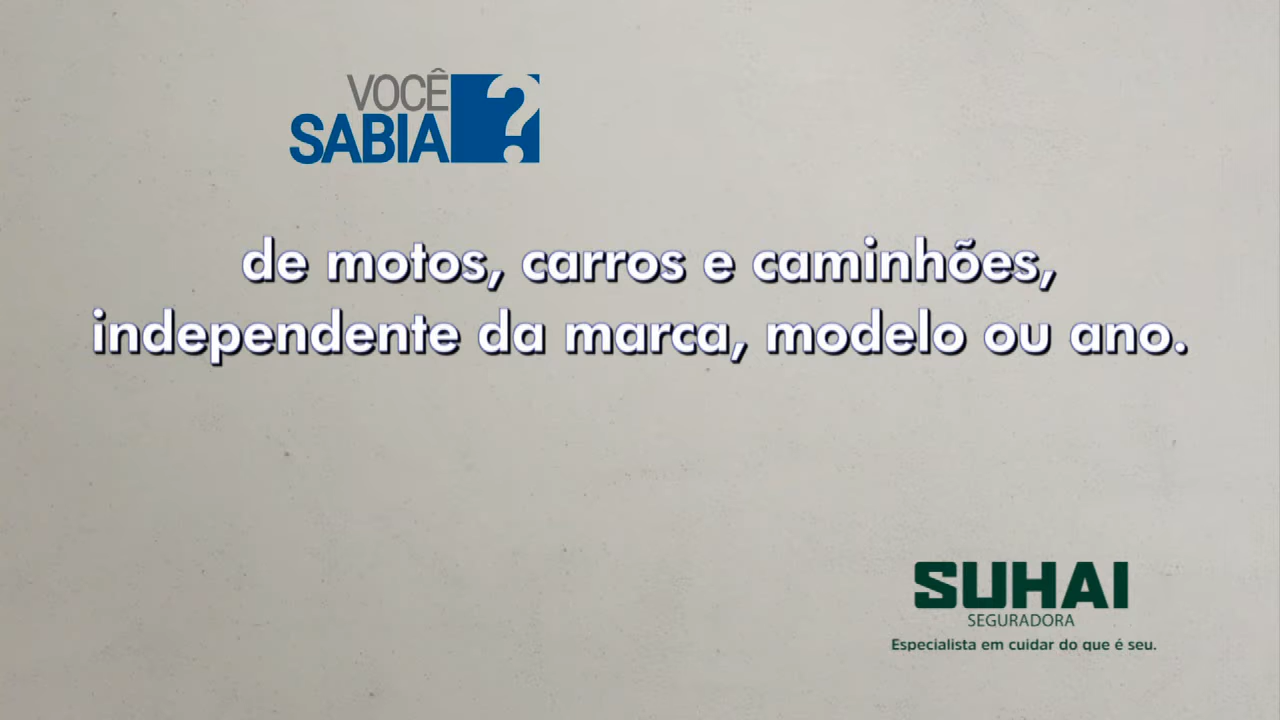 VOCÊ
SABIA?
de motos, carros e caminhões,
independente da marca, modelo ou ano.
SUHAI
SEGURADORA
Especialista em cuidar do que é seu.